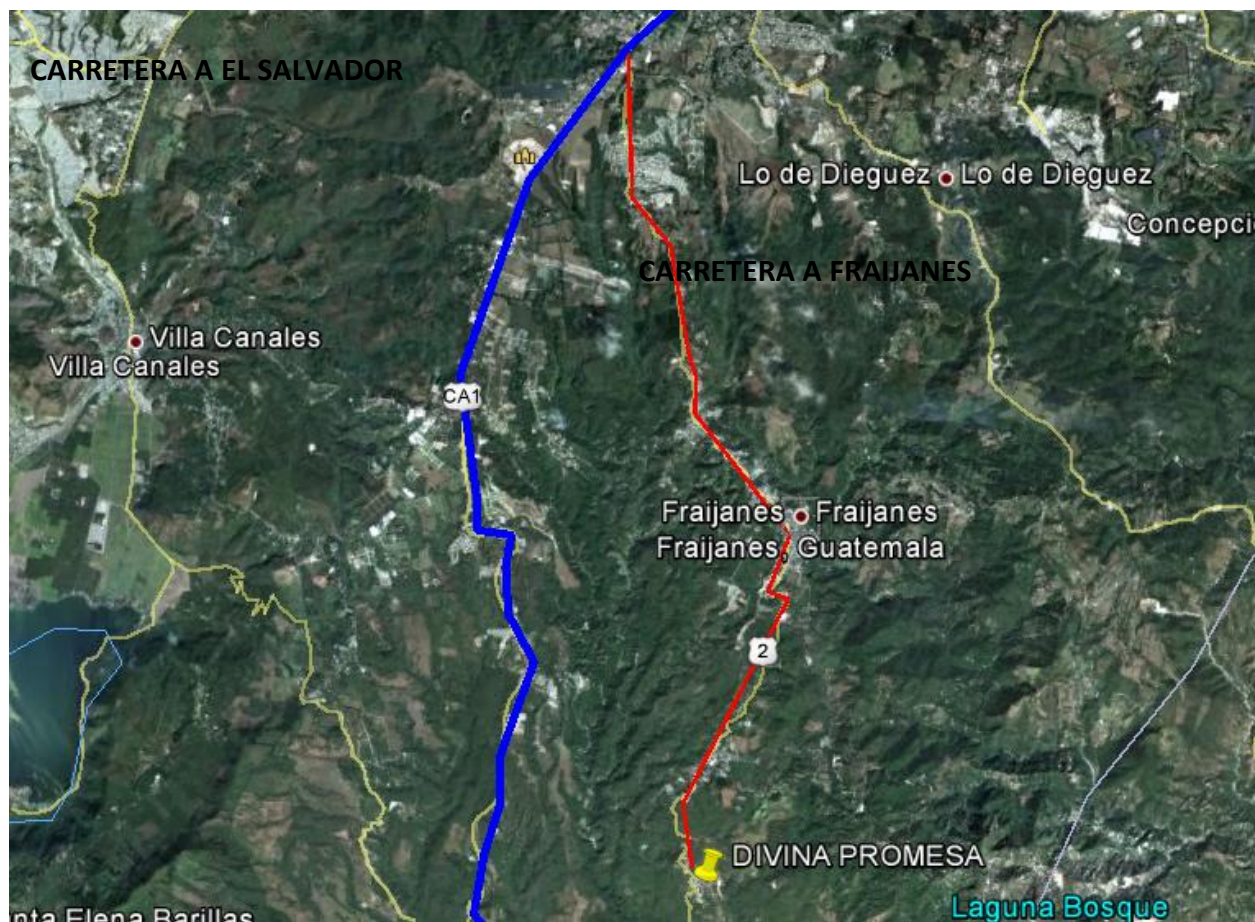 CARRETERA A EL SALVADOR
Lo de Dieguez Lo de Dieguez
Concepci
CARRETERA A FRAIJANES
Villa Canales
Villa Canales
CA1
Fraijanes Fraijanes
Fraijanes, Guatemala
2
DIVINA PROMESA
Laguna Bosque
nta Elena Barillas